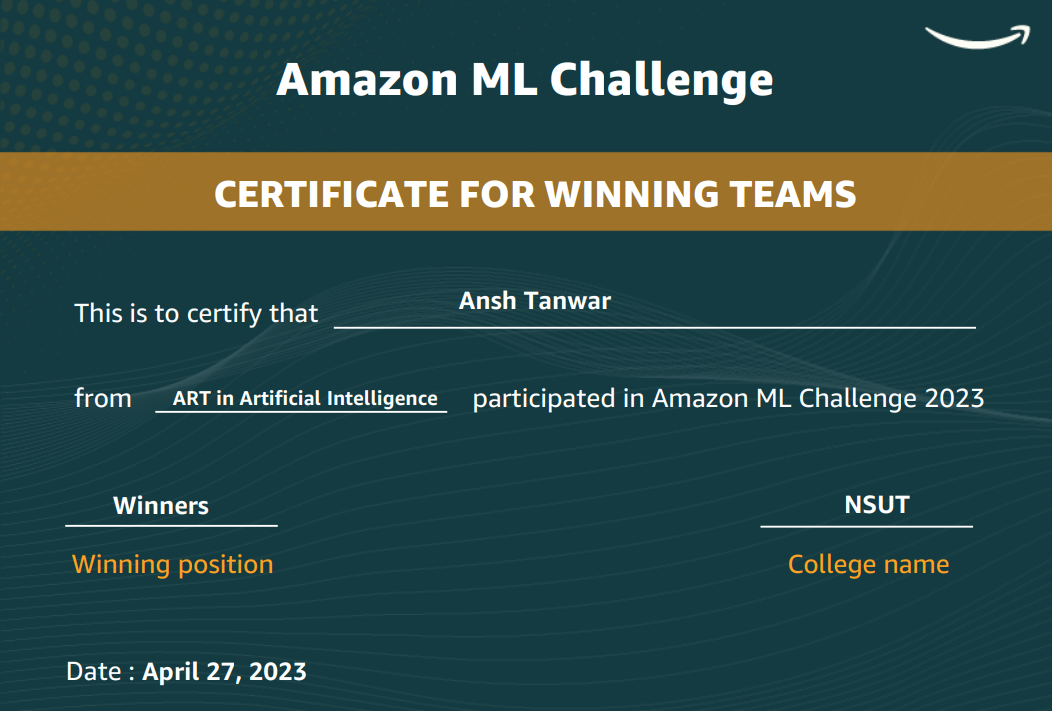 Amazon ML Challenge
CERTIFICATE FOR WINNING TEAMS
This is to certify that Ansh Tanwar
from ART in Artificial Intelligence participated in Amazon ML Challenge 2023
Winners NSUT
Winning position College name
Date : April 27, 2023